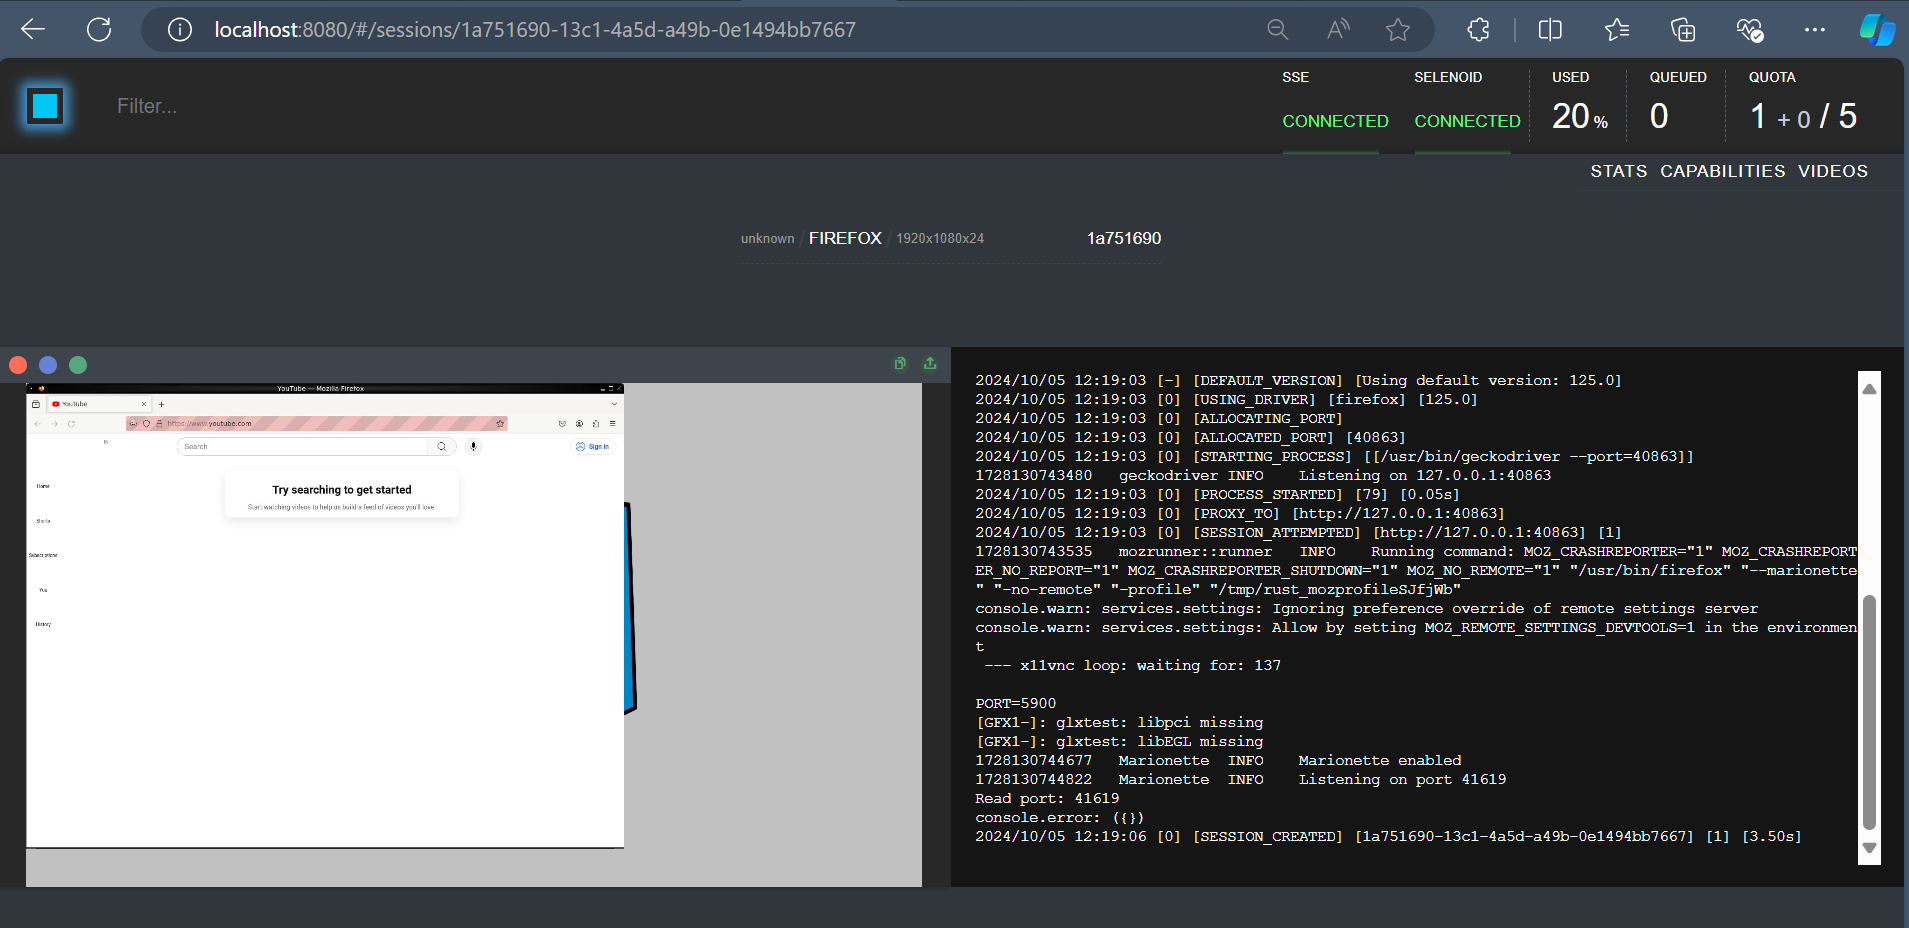 localhost:8080/#/sessions/1a751690-13c1-4a5d-a49b-0e1494bb7667
Filter...
SSE
CONNECTED
SELENOID
CONNECTED
USED
20 %
QUEUED
0
QUOTA
1 + 0 / 5
STATS CAPABILITIES VIDEOS
unknown / FIREFOX / 1920x1080x24 1a751690
YouTube — Mozilla Firefox
YouTube
https://www.youtube.com
IN
Search
Sign in
Home
Shorts
Subscriptions
You
History
Try searching to get started
Start watching videos to help us build a feed of videos you'll love
2024/10/05 12:19:03 [-] [DEFAULT_VERSION] [Using default version: 125.0]
2024/10/05 12:19:03 [0] [USING_DRIVER] [firefox] [125.0]
2024/10/05 12:19:03 [0] [ALLOCATING_PORT]
2024/10/05 12:19:03 [0] [ALLOCATED_PORT] [40863]
2024/10/05 12:19:03 [0] [STARTING_PROCESS] [[/usr/bin/geckodriver --port=40863]]
1728130743480 geckodriver INFO Listening on 127.0.0.1:40863
2024/10/05 12:19:03 [0] [PROCESS_STARTED] [79] [0.05s]
2024/10/05 12:19:03 [0] [PROXY_TO] [http://127.0.0.1:40863]
2024/10/05 12:19:03 [0] [SESSION_ATTEMPTED] [http://127.0.0.1:40863] [1]
1728130743535 mozrunner::runner INFO Running command: MOZ_CRASHREPORTER="1" MOZ_CRASHREPORT
ER_NO_REPORT="1" MOZ_CRASHREPORTER_SHUTDOWN="1" MOZ_NO_REMOTE="1" "/usr/bin/firefox" "--marionette
" "-no-remote" "-profile" "/tmp/rust_mozprofileSJfjWb"
console.warn: services.settings: Ignoring preference override of remote settings server
console.warn: services.settings: Allow by setting MOZ_REMOTE_SETTINGS_DEVTOOLS=1 in the environmen
t
--- x11vnc loop: waiting for: 137
PORT=5900
[GFX1-]: glxtest: libpci missing
[GFX1-]: glxtest: libEGL missing
1728130744677 Marionette INFO Marionette enabled
1728130744822 Marionette INFO Listening on port 41619
Read port: 41619
console.error: ({})
2024/10/05 12:19:06 [0] [SESSION_CREATED] [1a751690-13c1-4a5d-a49b-0e1494bb7667] [1] [3.50s]